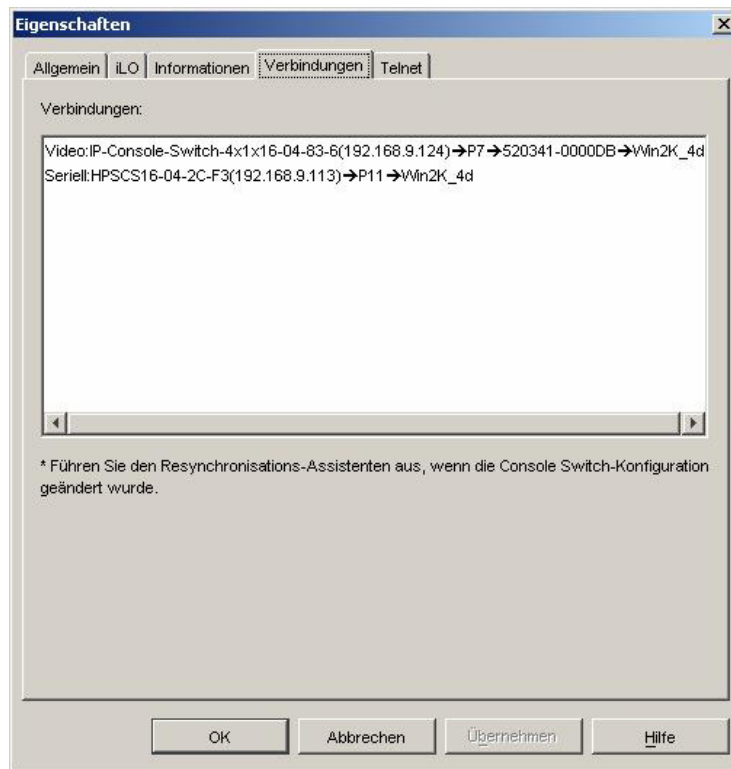 Eigenschaften
Allgemein iLO Informationen Verbindungen Telnet
Verbindungen:
Video:IP-Console-Switch-4x1x16-04-83-6(192.168.9.124)➔P7➔520341-0000DB➔Win2K_4d
Seriell:HPSCS16-04-2C-F3(192.168.9.113)➔P11➔Win2K_4d
* Führen Sie den Resynchronisations-Assistenten aus, wenn die Console Switch-Konfiguration
geändert wurde.
OK Abbrechen Übernehmen Hilfe